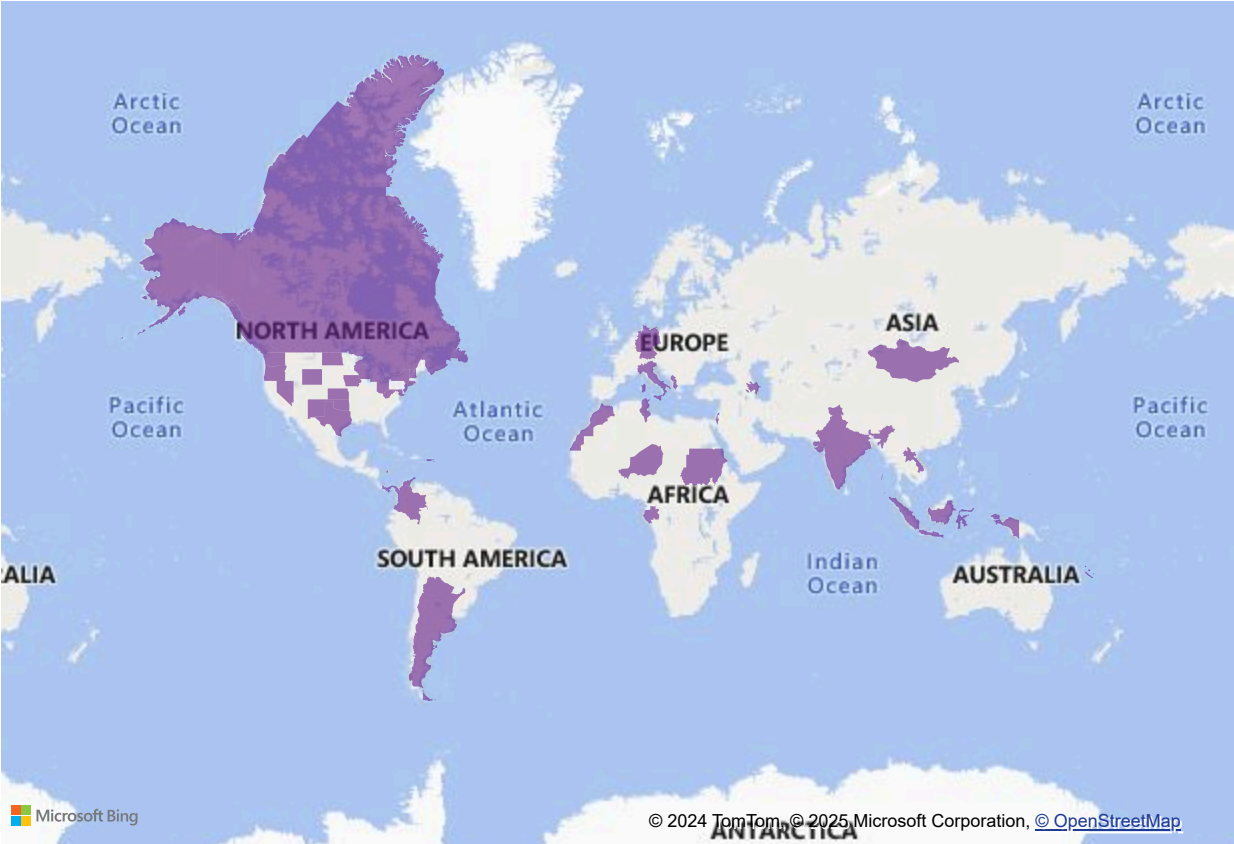 Arctic
Ocean
Arctic
Ocean
NORTH AMERICA
EUROPE
ASIA
Pacific
Ocean
Atlantic
Ocean
Pacific
Ocean
AFRICA
SOUTH AMERICA
Indian
Ocean
RALIA
AUSTRALIA
Microsoft Bing
© 2024 TomTom, © 2025 Microsoft Corporation, © OpenStreetMap
ANTARCTICA